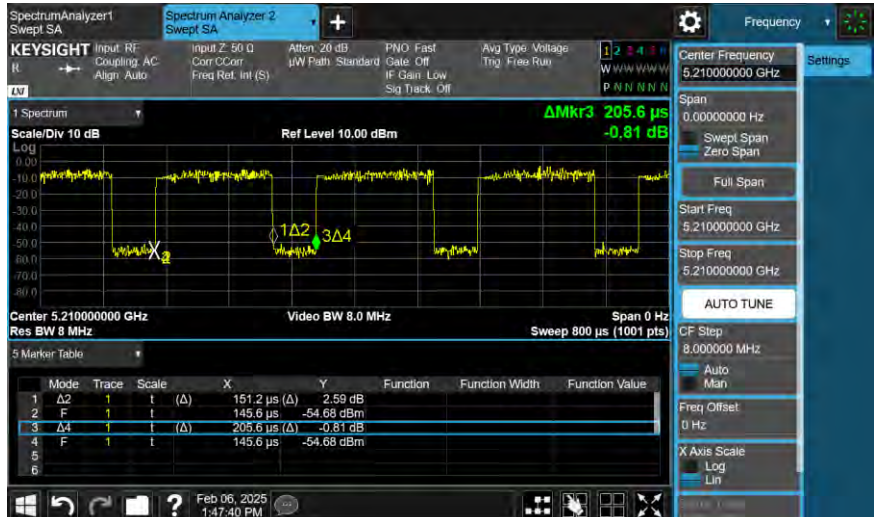 SpectrumAnalyzer1
Swept SA
Spectrum Analyzer 2
Swept SA
+
Frequency
KEYSIGHT
R
LXI
Input: RF
Coupling: AC
Align: Auto
Input Z: 50 Ω
Corr CCorr
Freq Ref: Int (S)
Atten: 20 dB
µW Path: Standard
PNO: Fast
Gate: Off
IF Gain: Low
Sig Track: Off
Avg Type: Voltage
Trig: Free Run
1 2 3 4 5 6
W W W W W W
P N N N N N
1 Spectrum
ΔMkr3 205.6 µs
-0.81 dB
Scale/Div 10 dB
Ref Level 10.00 dBm
Log
0.00
-10.0
-20.0
-30.0
-40.0
-50.0
-60.0
-70.0
-80.0
1Δ2
3Δ4
Center 5.210000000 GHz
Video BW 8.0 MHz
Span 0 Hz
Res BW 8 MHz
Sweep 800 µs (1001 pts)
5 Marker Table
Mode Trace Scale X Y Function Function Width Function Value
1 Δ2 1 t (Δ) 151.2 µs (Δ) 2.59 dB
2 F 1 t 145.6 µs -54.68 dBm
3 Δ4 1 t (Δ) 205.6 µs (Δ) -0.81 dB
4 F 1 t 145.6 µs -54.68 dBm
5
6
Feb 06, 2025
1:47:40 PM
?
Center Frequency
5.210000000 GHz
Settings
Span
0.00000000 Hz
Swept Span
Zero Span
Full Span
Start Freq
5.210000000 GHz
Stop Freq
5.210000000 GHz
AUTO TUNE
CF Step
8.000000 MHz
Auto
Man
Freq Offset
0 Hz
X Axis Scale
Log
Lin